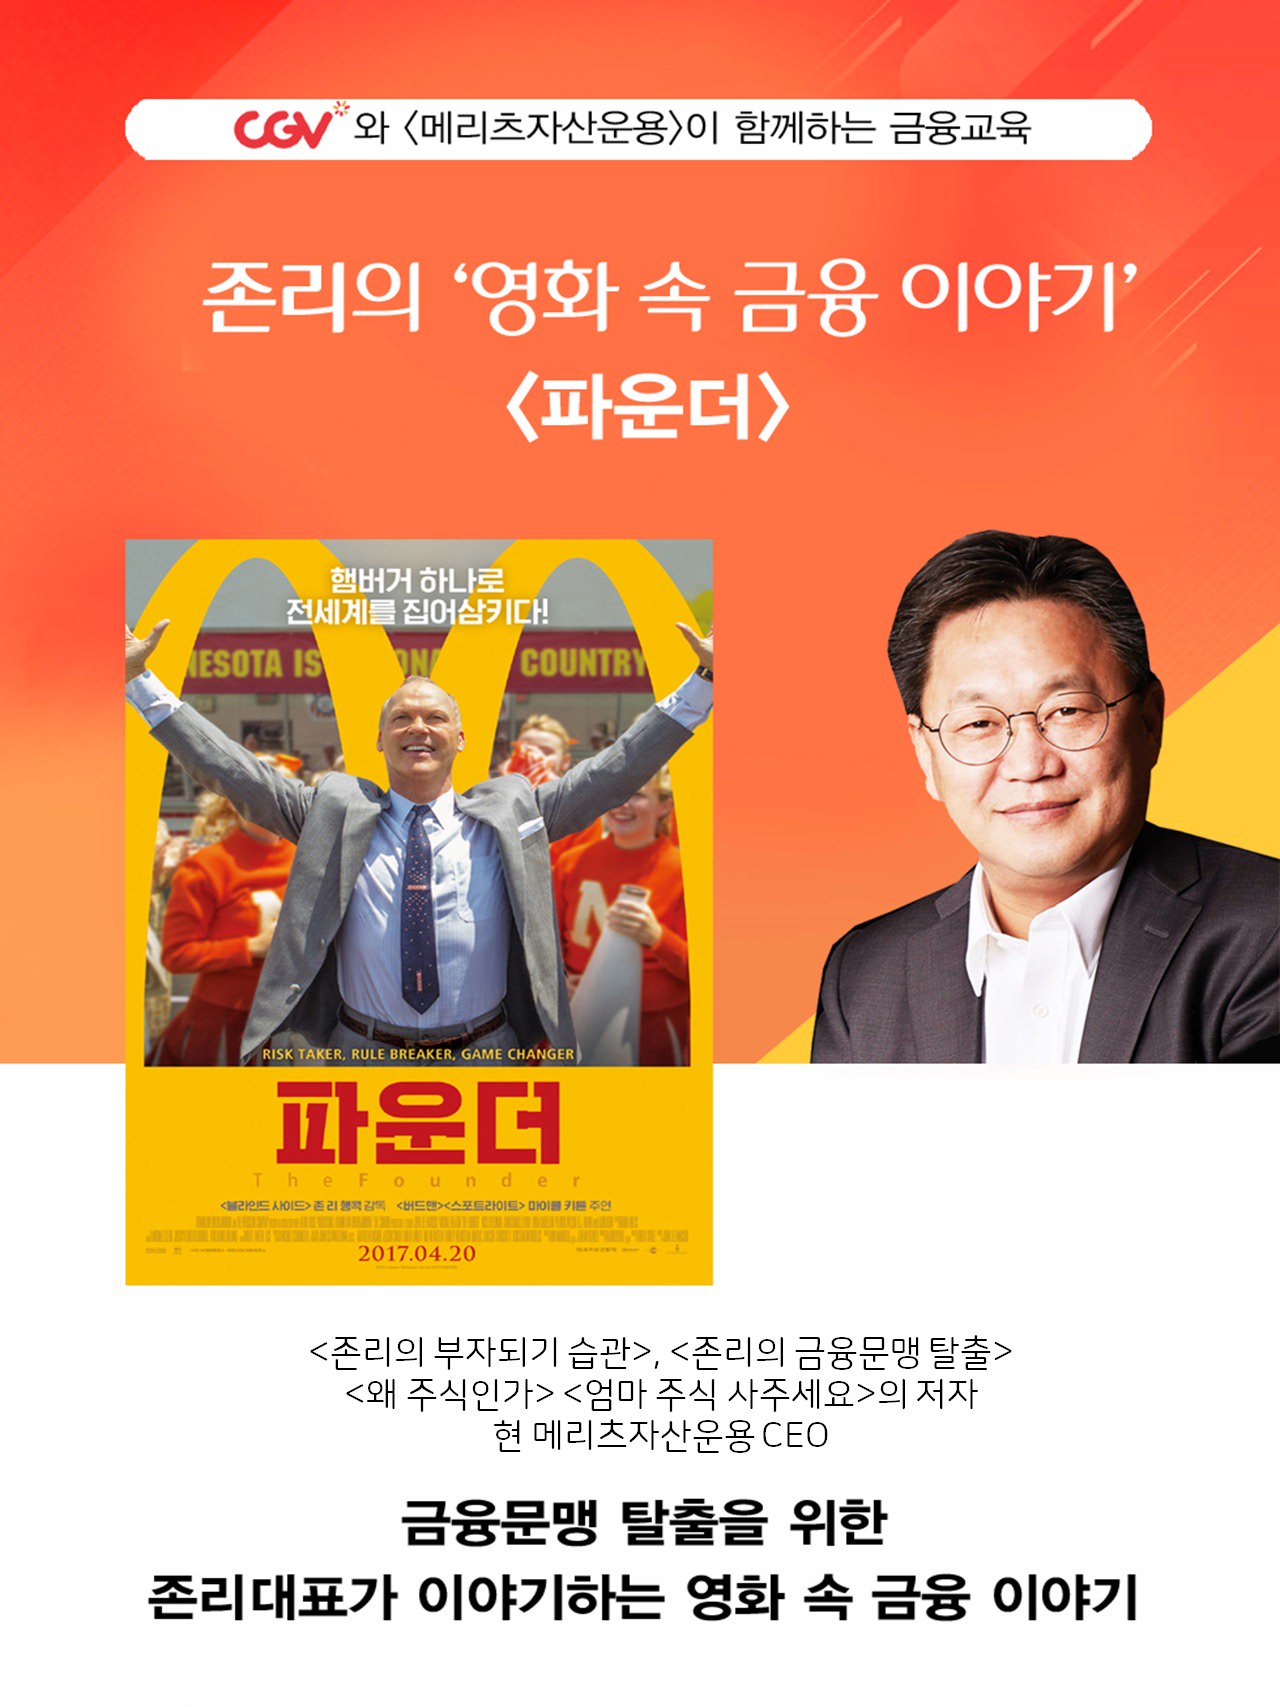 CGV와 〈메리츠자산운용〉이 함께하는 금융교육
존리의 ‘영화 속 금융 이야기’
〈파운더〉
햄버거 하나로
전세계를 집어삼키다!
NESOTA IS COUNTRY
RISK TAKER, RULE BREAKER, GAME CHANGER
파운더
The Founder
<블라인드 사이드> 존 리 행콕 감독 <버드맨><스포트라이트> 마이클 키튼 주연
2017.04.20
<존리의 부자되기 습관>, <존리의 금융문맹 탈출>
<왜 주식인가> <엄마 주식 사주세요>의 저자
현 메리츠자산운용 CEO
금융문맹 탈출을 위한
존리대표가 이야기하는 영화 속 금융 이야기